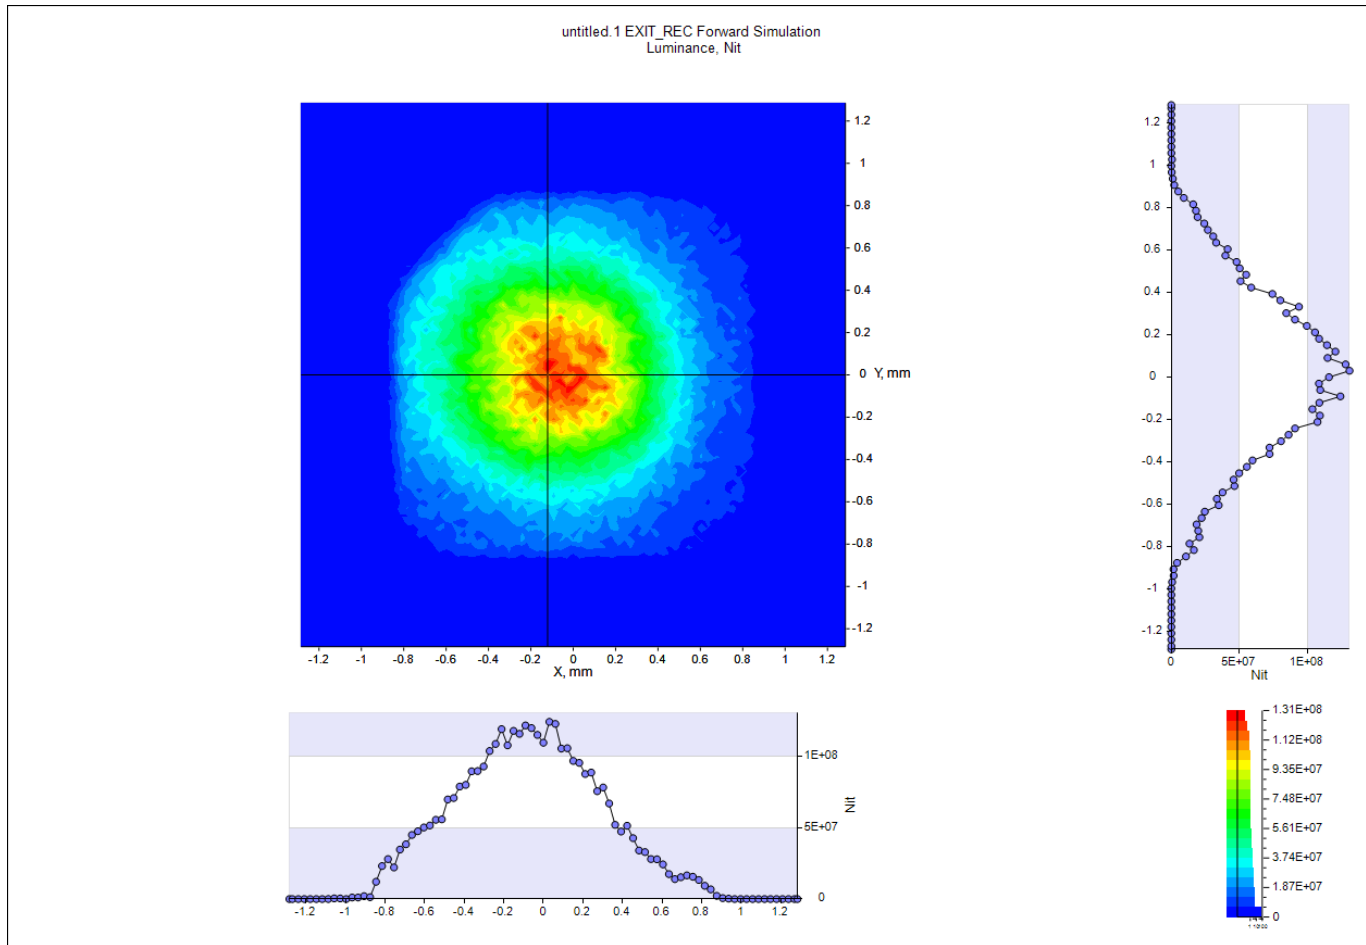 untitled.1 EXIT_REC Forward Simulation
Luminance, Nit
1.2
1
0.8
0.6
0.4
0.2
0 Y, mm
-0.2
-0.4
-0.6
-0.8
-1
-1.2
-1.2 -1 -0.8 -0.6 -0.4 -0.2 0 0.2 0.4 0.6 0.8 1 1.2
X, mm
1.2
1
0.8
0.6
0.4
0.2
0
-0.2
-0.4
-0.6
-0.8
-1
-1.2
0 5E+07 1E+08
Nit
1E+08
5E+07
0
Nit
-1.2 -1 -0.8 -0.6 -0.4 -0.2 0 0.2 0.4 0.6 0.8 1 1.2
1.31E+08
1.12E+08
9.35E+07
7.48E+07
5.61E+07
3.74E+07
1.87E+07
0